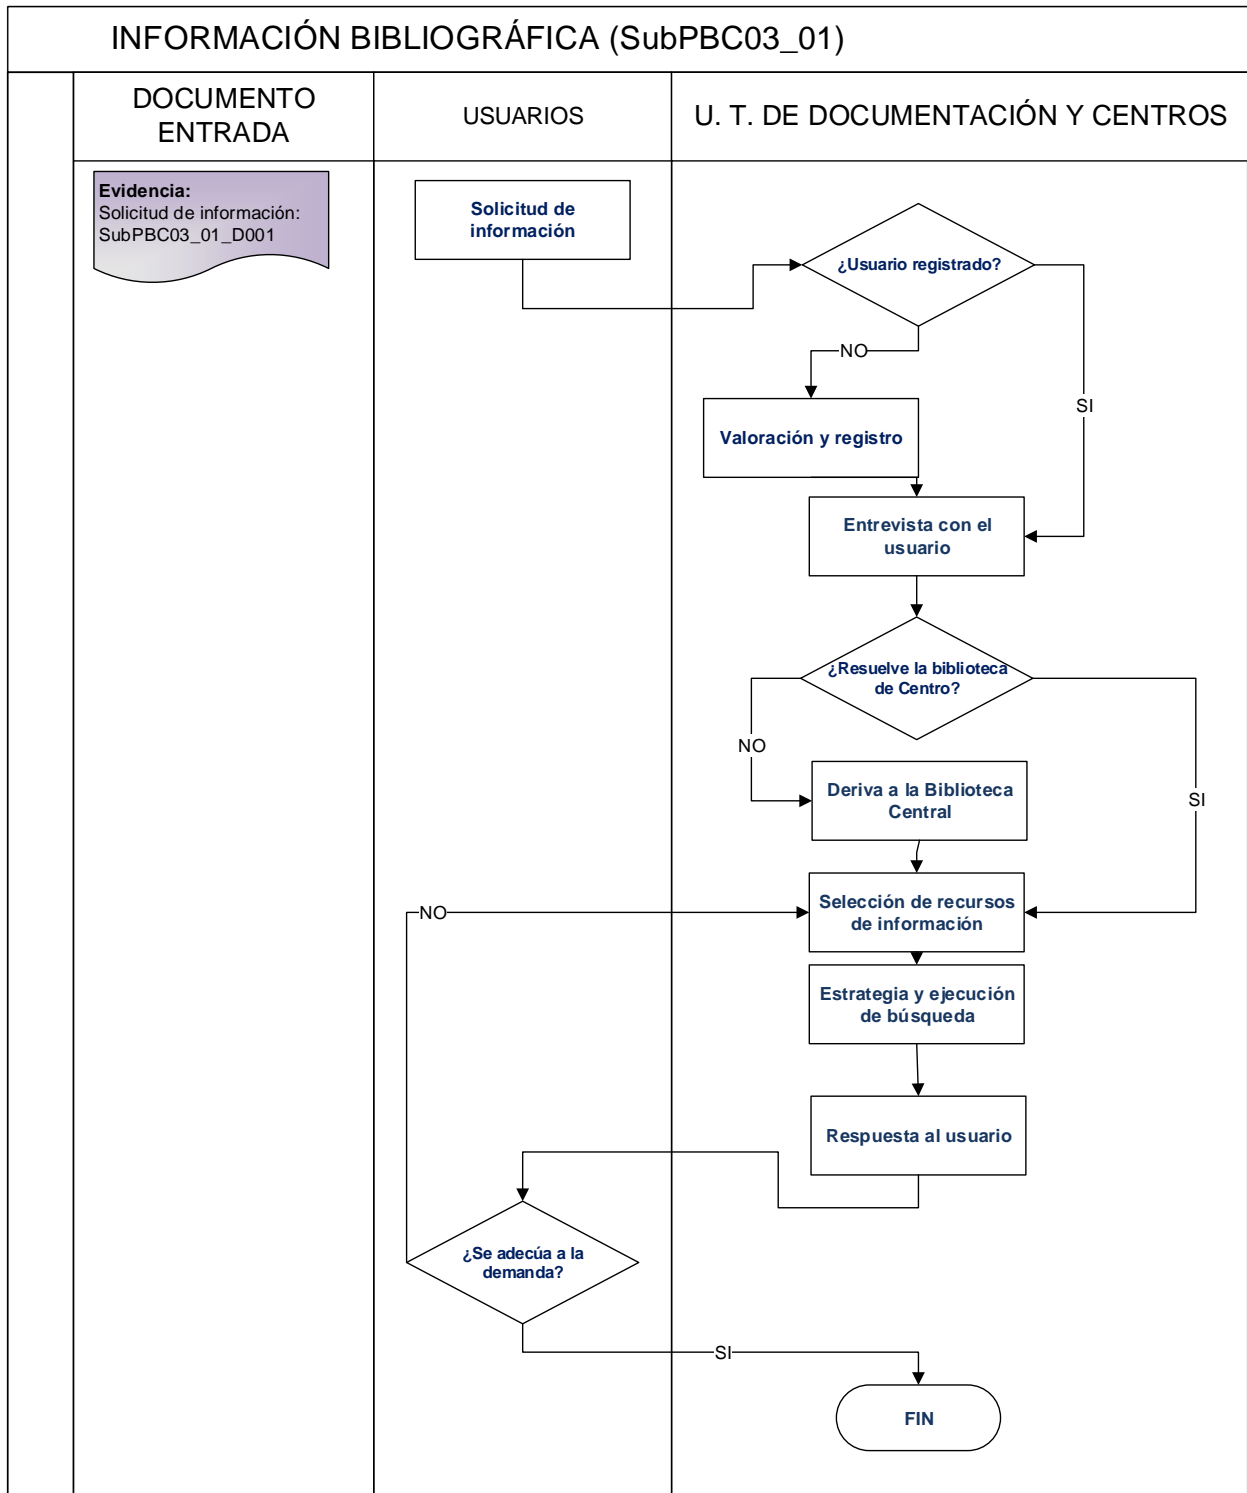 INFORMACIÓN BIBLIOGRÁFICA (SubPBC03_01)
DOCUMENTO
ENTRADA
USUARIOS
U. T. DE DOCUMENTACIÓN Y CENTROS
Evidencia:
Solicitud de información:
SubPBC03_01_D001
Solicitud de
información
¿Usuario registrado?
NO
SI
Valoración y registro
Entrevista con el
usuario
¿Resuelve la biblioteca
de Centro?
NO
SI
Deriva a la Biblioteca
Central
Selección de recursos
de información
NO
Estrategia y ejecución
de búsqueda
Respuesta al usuario
¿Se adecúa a la
demanda?
SI
FIN